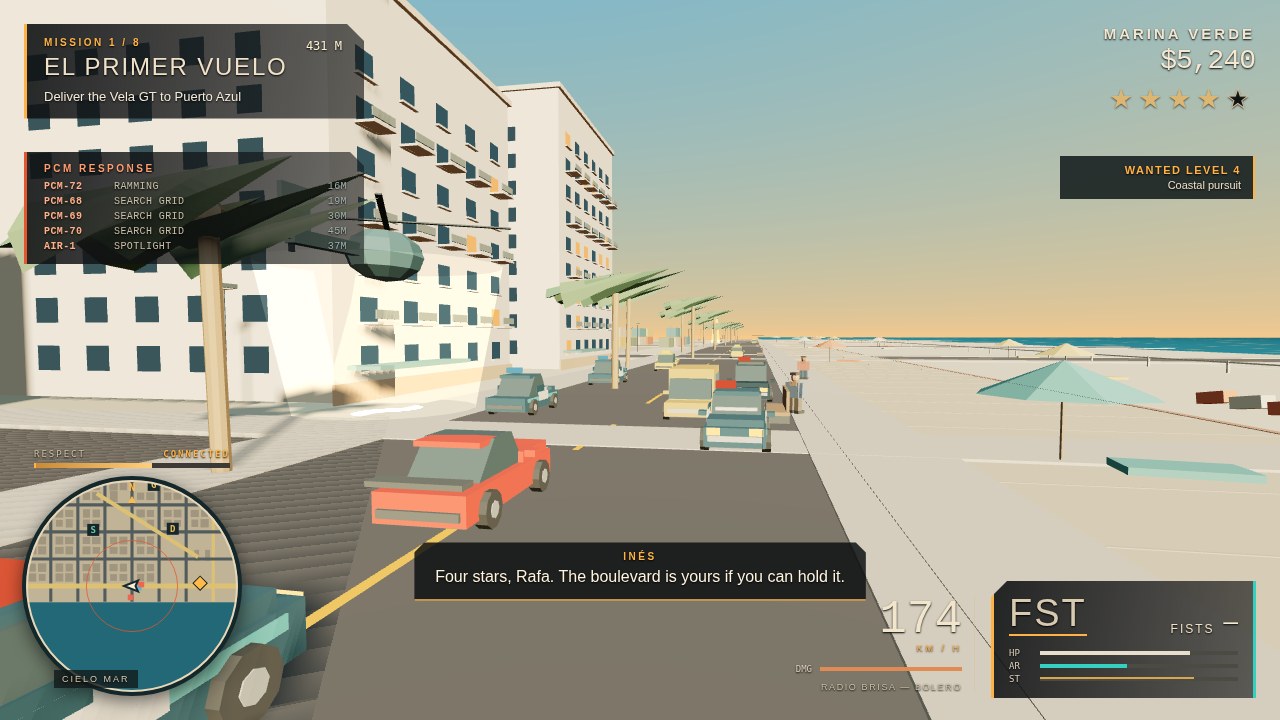 MISSION 1 / 8
431 M
EL PRIMER VUELO
Deliver the Vela GT to Puerto Azul
PCM RESPONSE
PCM-72 RAMMING 16M
PCM-68 SEARCH GRID 19M
PCM-69 SEARCH GRID 30M
PCM-70 SEARCH GRID 45M
AIR-1 SPOTLIGHT 37M
MARINA VERDE
$5,240
WANTED LEVEL 4
Coastal pursuit
RESPECT CONNECTED
N
S
D
CIELO MAR
INÉS
Four stars, Rafa. The boulevard is yours if you can hold it.
174
KM / H
DMG
RADIO BRISA — BOLERO
FST
FISTS —
HP
AR
ST